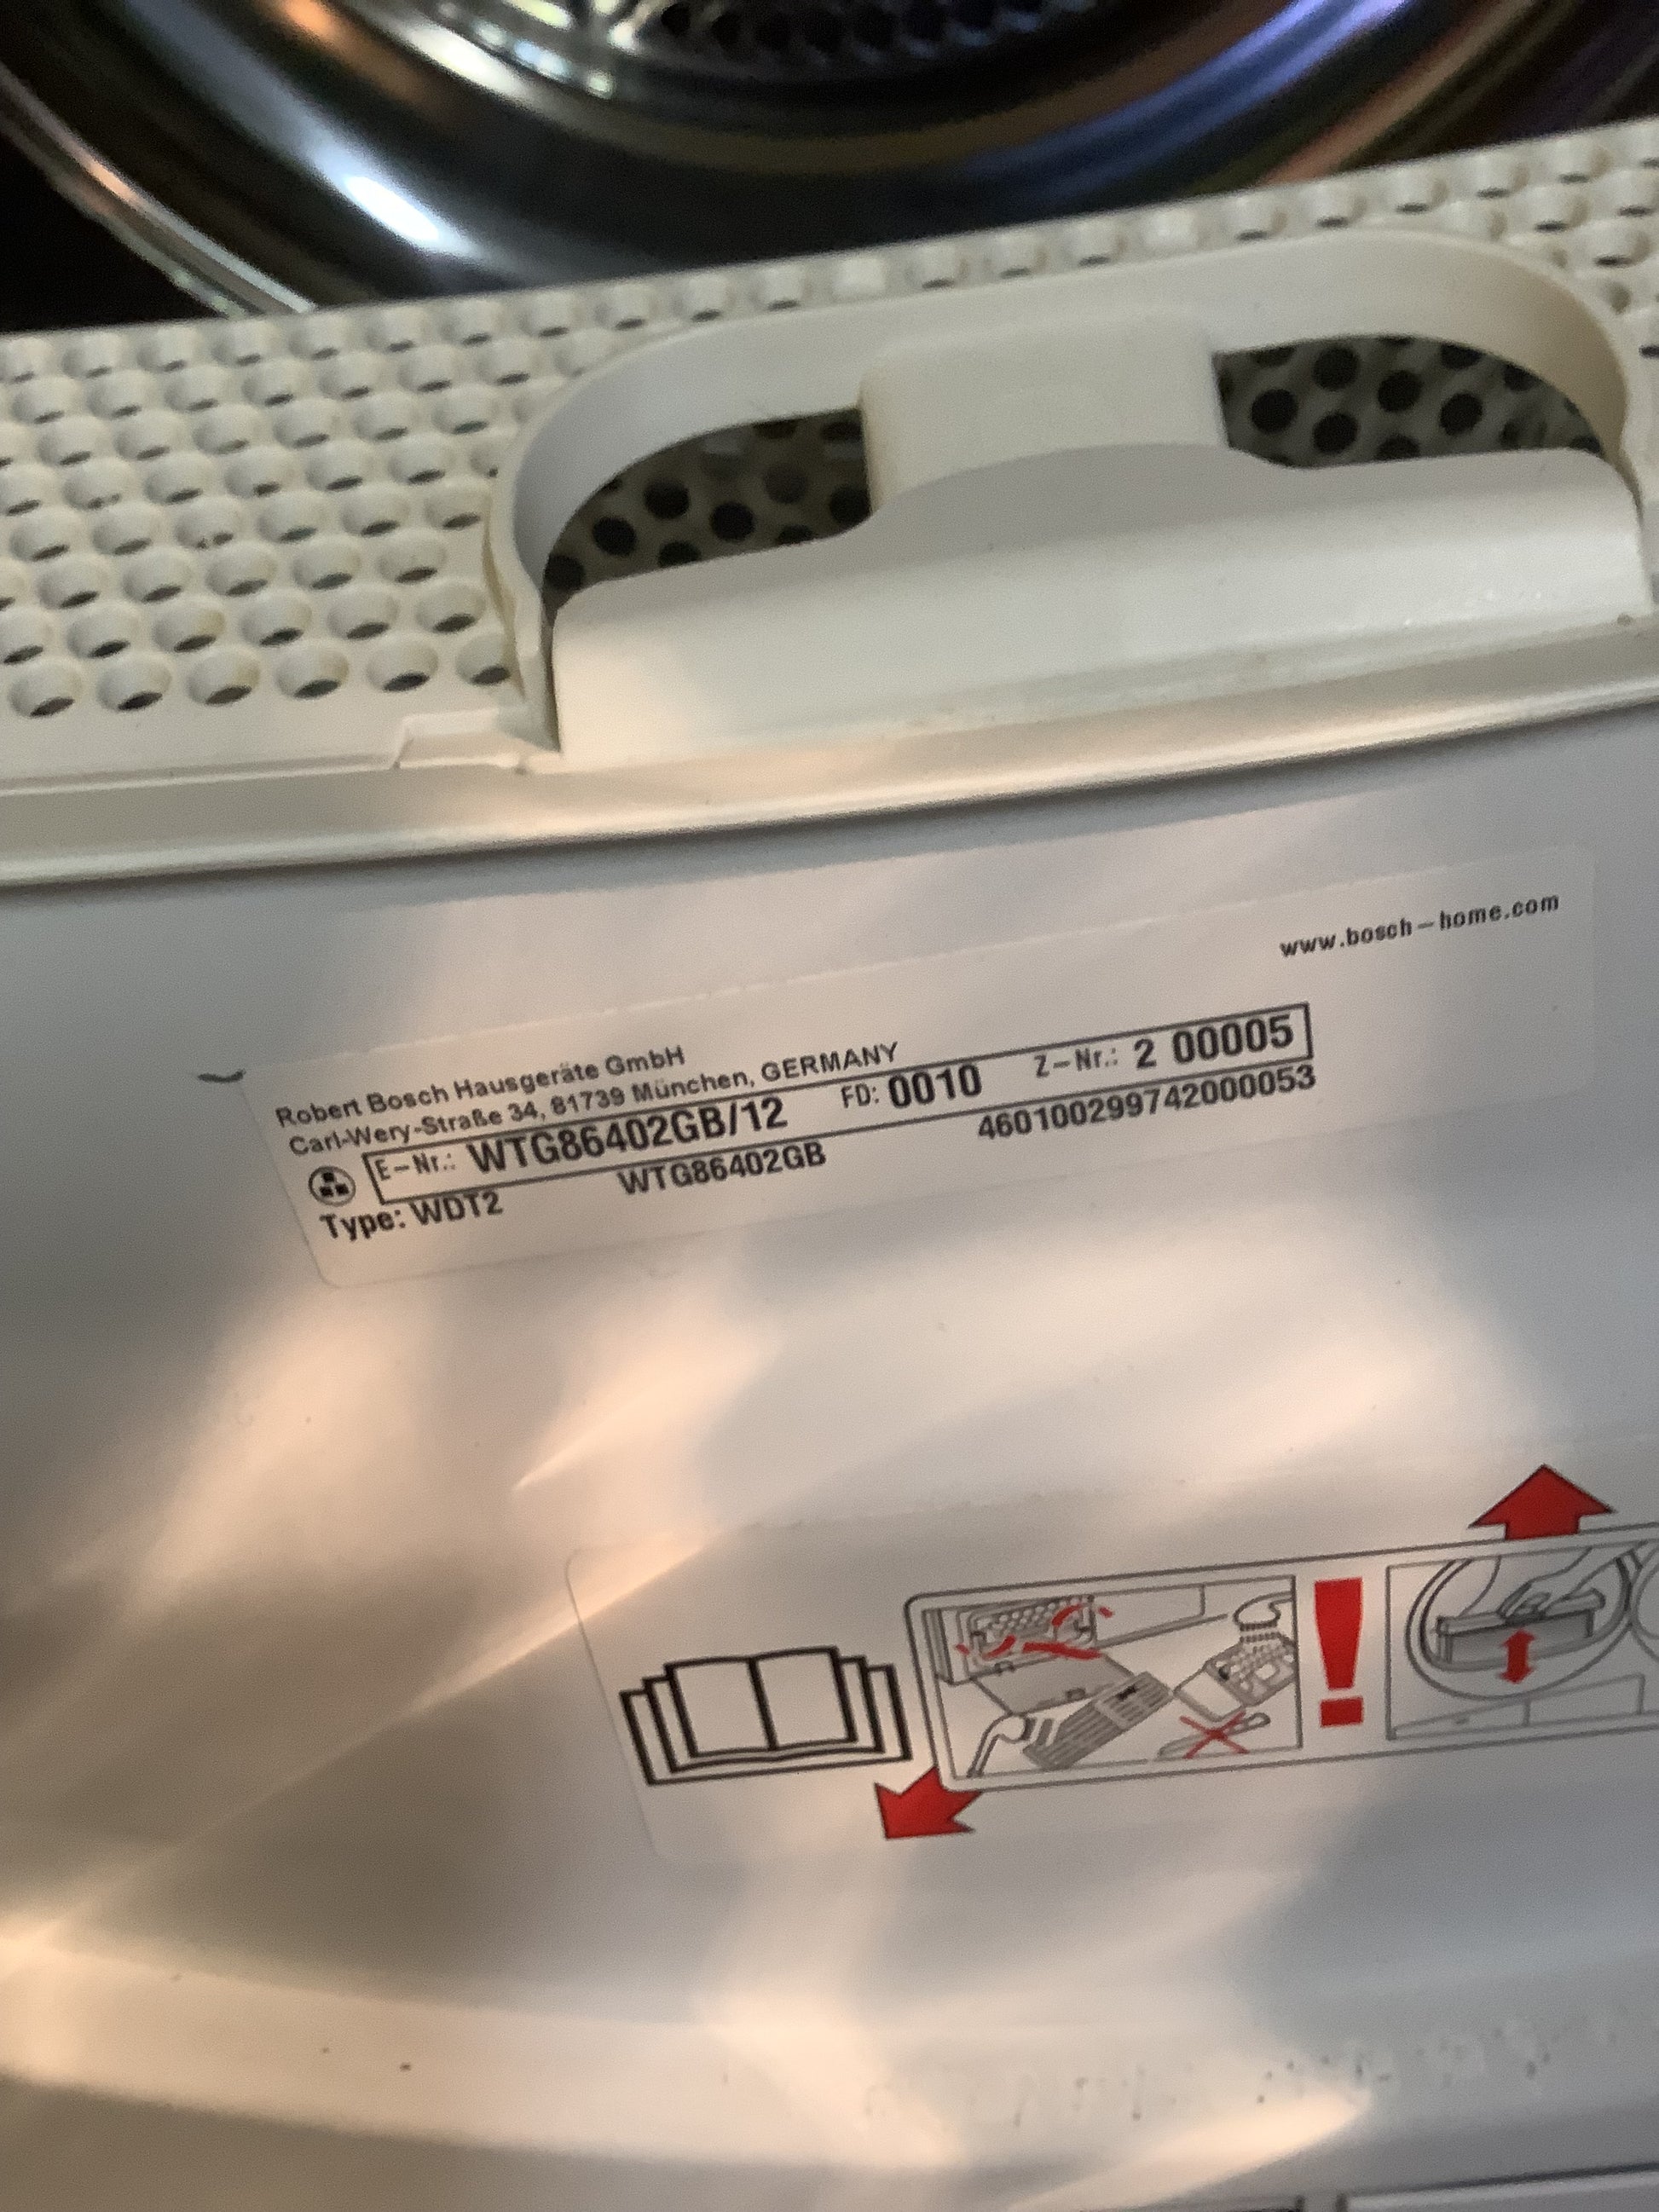 www.bosch-home.com
Robert Bosch Hausgeräte GmbH
Carl-Wery-Straße 34, 81739 München, GERMANY
E-Nr.: WTG86402GB/12 FD: 0010 Z-Nr.: 2 00005
Type: WDT2 WTG86402GB 460100299742000053
!